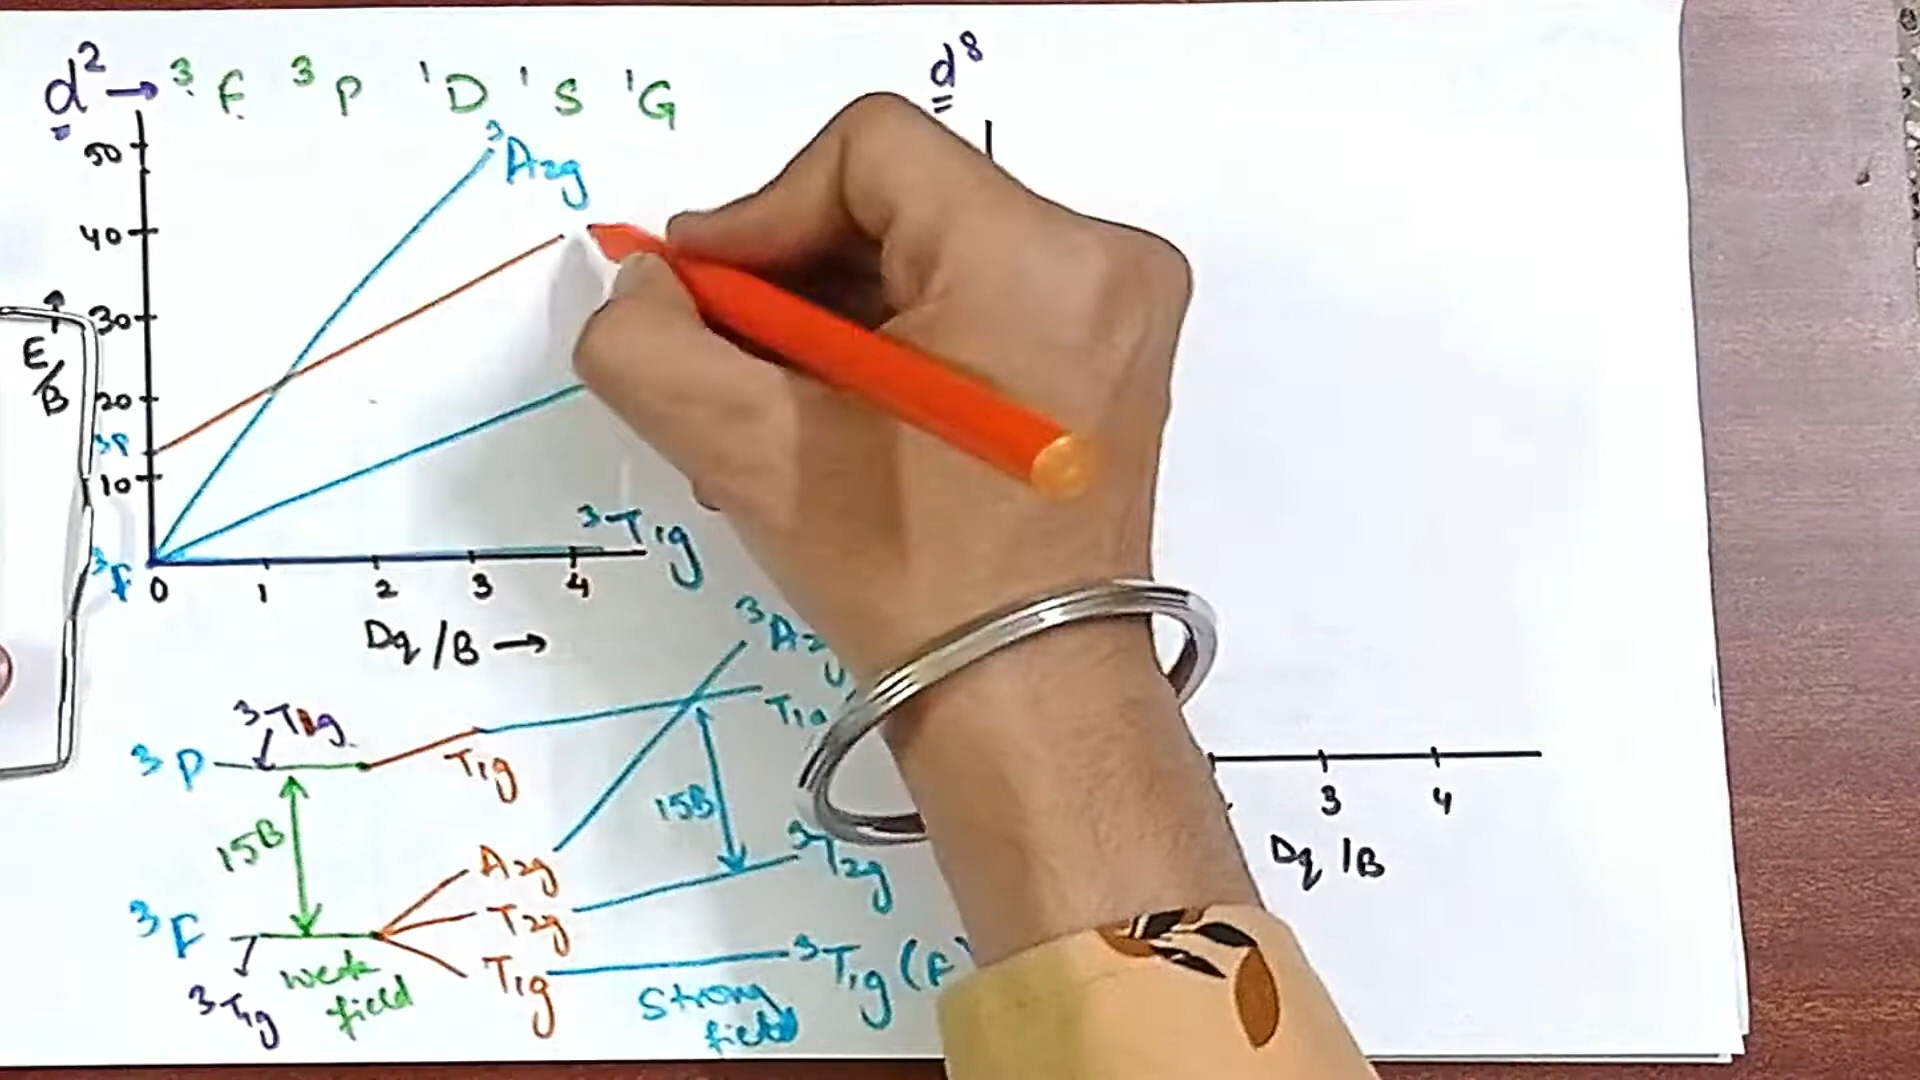 d² → ³F ³P ¹D ¹S ¹G
d⁸
50
³A₂g
40
30
E/B
20
³P
10
³T₁g
³F
0 1 2 3 4
Dq/B →
³A₂g
³T₁g
³P
T₁g
T₁g
15B
15B
3 4
Dq/B
A₂g
³T₂g
T₂g
³F
³T₁g
weak field
T₁g
³T₁g (F)
strong field